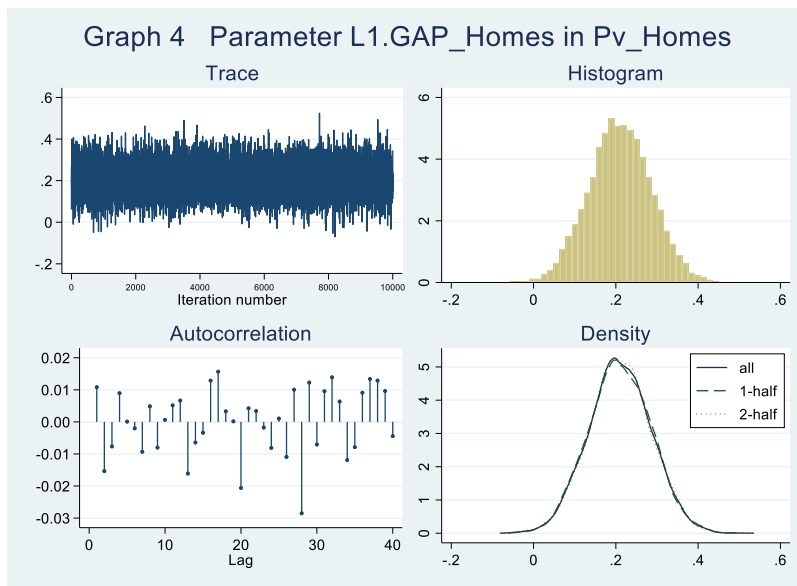 Graph 4   Parameter L1.GAP_Homes in Pv_Homes
Trace
.6
.4
.2
0
-.2
0 2000 4000 6000 8000 10000
Iteration number
Histogram
6
4
2
0
-.2 0 .2 .4 .6
Autocorrelation
0.02
0.01
0.00
-0.01
-0.02
-0.03
0 10 20 30 40
Lag
Density
5
4
3
2
1
0
all
1-half
2-half
-.2 0 .2 .4 .6